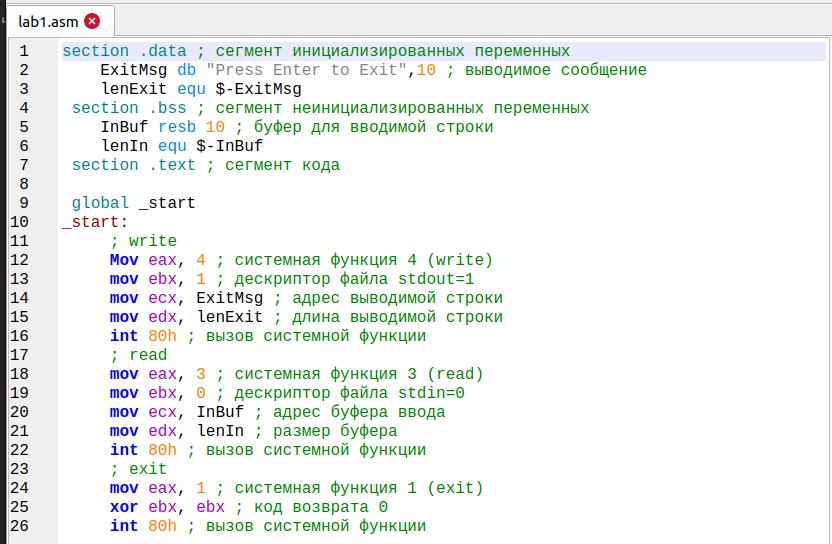 lab1.asm
1 section .data ; сегмент инициализированных переменных
2 ExitMsg db "Press Enter to Exit",10 ; выводимое сообщение
3 lenExit equ $-ExitMsg
4 section .bss ; сегмент неинициализированных переменных
5 InBuf resb 10 ; буфер для вводимой строки
6 lenIn equ $-InBuf
7 section .text ; сегмент кода
8
9 global _start
10 _start:
11 ; write
12 Mov eax, 4 ; системная функция 4 (write)
13 mov ebx, 1 ; дескриптор файла stdout=1
14 mov ecx, ExitMsg ; адрес выводимой строки
15 mov edx, lenExit ; длина выводимой строки
16 int 80h ; вызов системной функции
17 ; read
18 mov eax, 3 ; системная функция 3 (read)
19 mov ebx, 0 ; дескриптор файла stdin=0
20 mov ecx, InBuf ; адрес буфера ввода
21 mov edx, lenIn ; размер буфера
22 int 80h ; вызов системной функции
23 ; exit
24 mov eax, 1 ; системная функция 1 (exit)
25 xor ebx, ebx ; код возврата 0
26 int 80h ; вызов системной функции